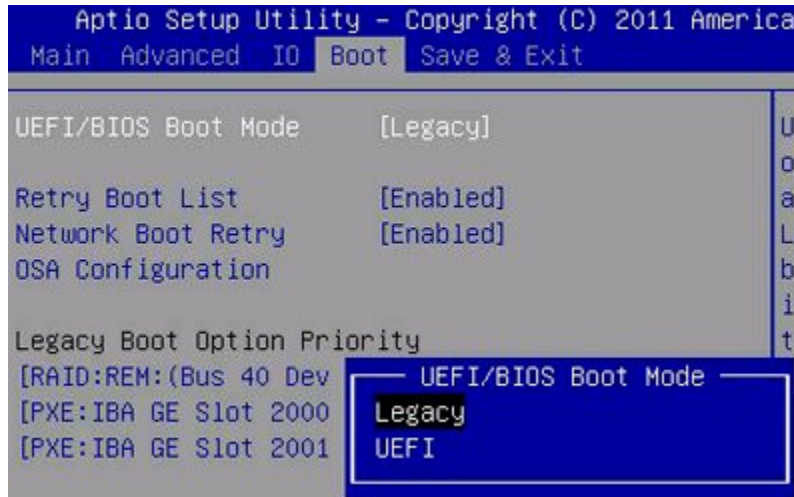 Aptio Setup Utility – Copyright (C) 2011 America
Main Advanced IO Boot Save & Exit
UEFI/BIOS Boot Mode [Legacy]
Retry Boot List [Enabled]
Network Boot Retry [Enabled]
OSA Configuration
Legacy Boot Option Priority
[RAID:REM:(Bus 40 Dev
[PXE:IBA GE Slot 2000
[PXE:IBA GE Slot 2001
UEFI/BIOS Boot Mode
Legacy
UEFI